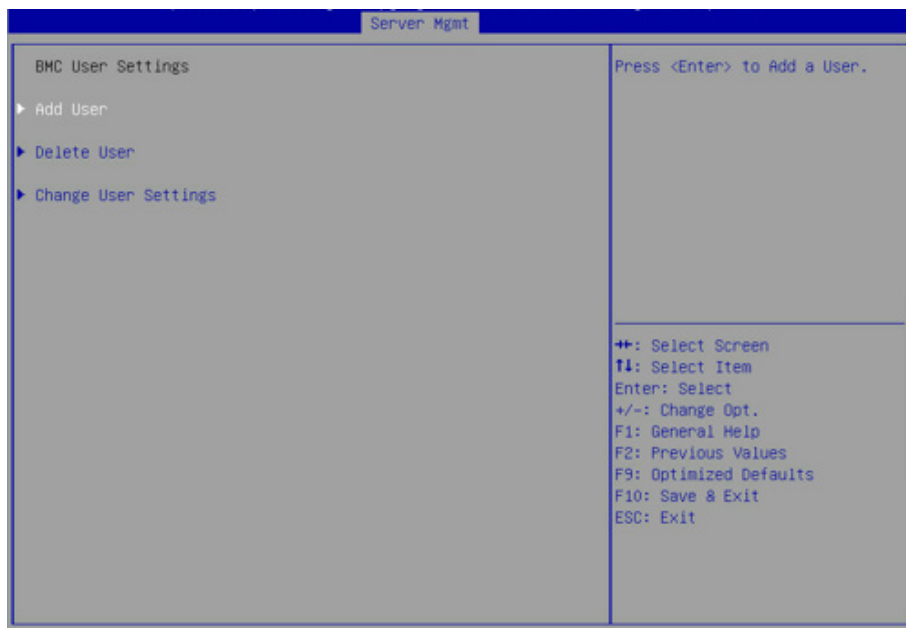 Server Mgmt
BMC User Settings
Add User
Delete User
Change User Settings
Press <Enter> to Add a User.
: Select Screen
↑↓: Select Item
Enter: Select
+/-: Change Opt.
F1: General Help
F2: Previous Values
F9: Optimized Defaults
F10: Save & Exit
ESC: Exit